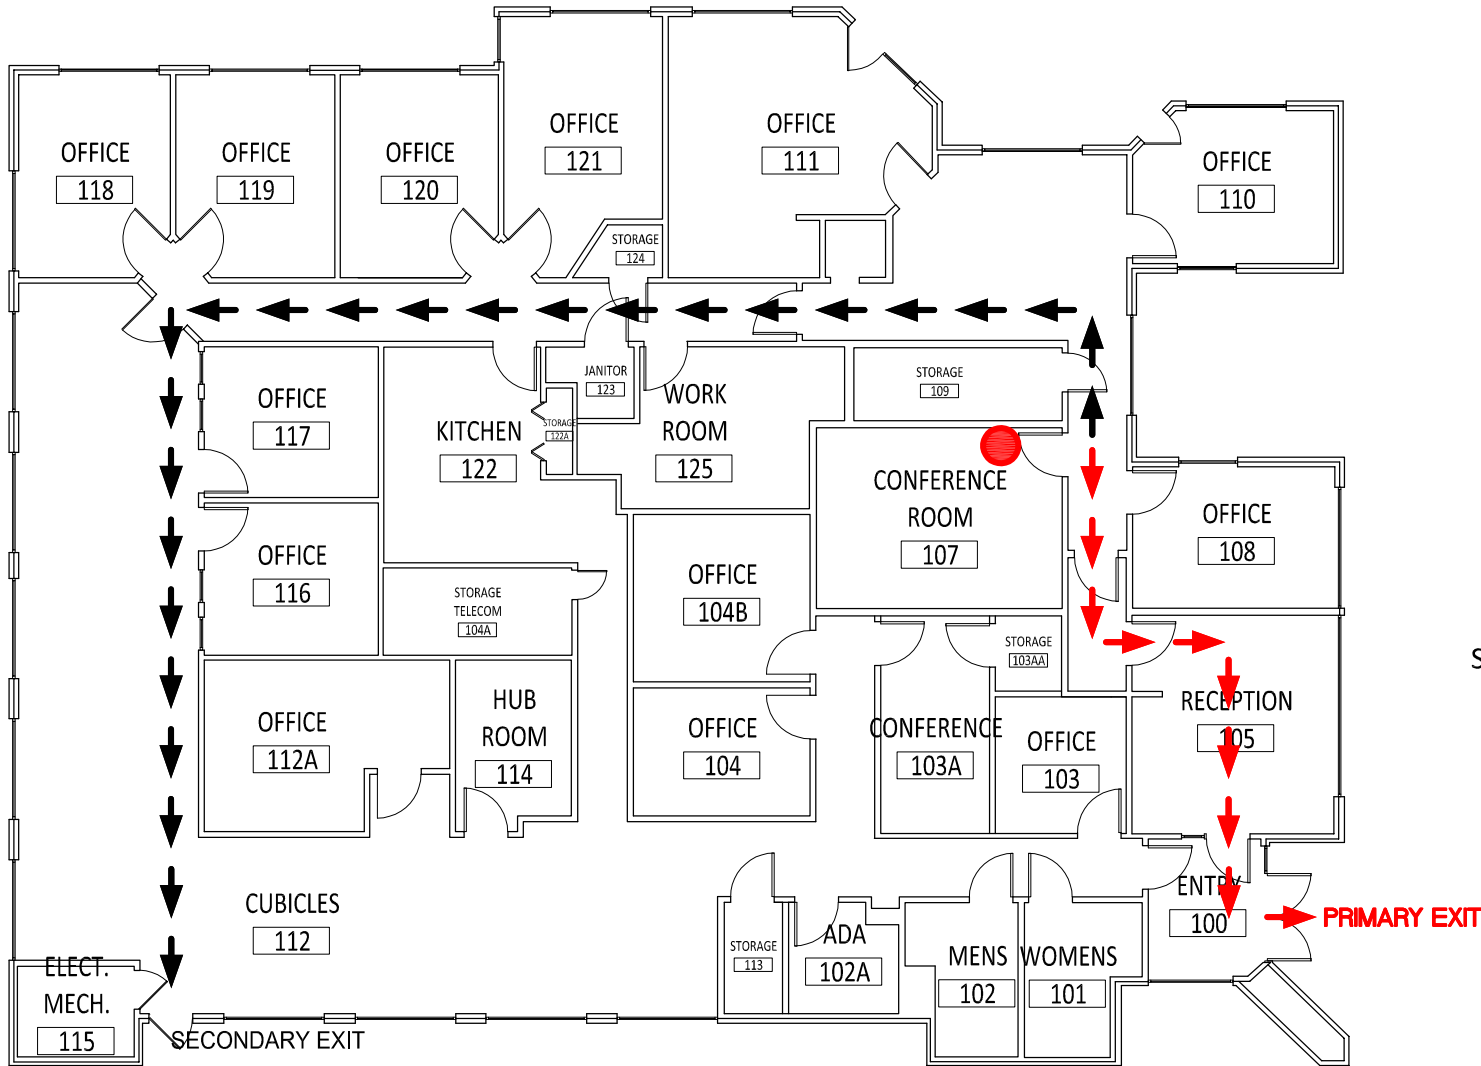 OFFICE
121
OFFICE
111
OFFICE
118
OFFICE
119
OFFICE
120
OFFICE
110
STORAGE
124
JANITOR
123
STORAGE
109
WORK
ROOM
125
OFFICE
117
KITCHEN
122
STORAGE
122A
CONFERENCE
ROOM
107
OFFICE
108
OFFICE
116
STORAGE
TELECOM
104A
OFFICE
104B
STORAGE
103AA
S
OFFICE
112A
HUB
ROOM
114
OFFICE
104
CONFERENCE
103A
OFFICE
103
RECEPTION
105
CUBICLES
112
ENTRY
100
PRIMARY EXIT
STORAGE
113
ADA
102A
MENS
102
WOMENS
101
ELECT.
MECH.
115
SECONDARY EXIT